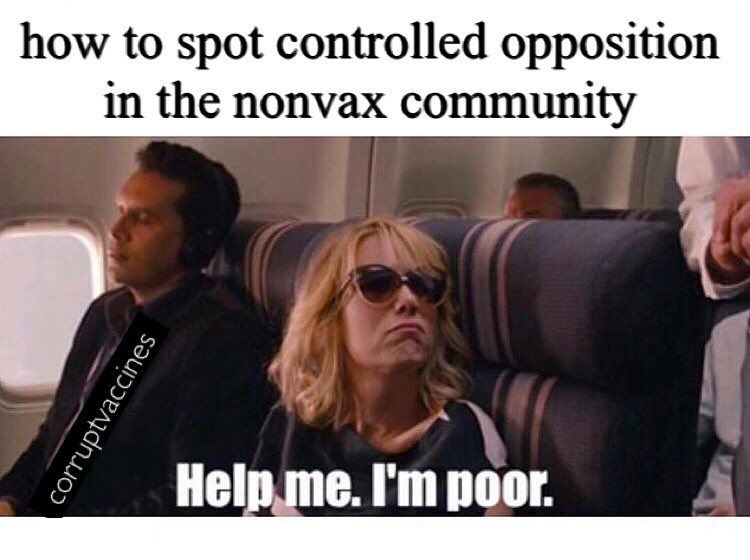 how to spot controlled opposition
in the nonvax community
corruptvaccines
Help me. I'm poor.